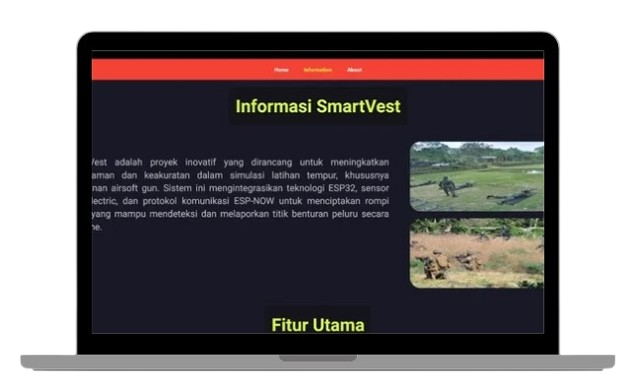 Home Information About
Informasi SmartVest
Vest adalah proyek inovatif yang dirancang untuk meningkatkan
aman dan keakuratan dalam simulasi latihan tempur, khususnya
nan airsoft gun. Sistem ini mengintegrasikan teknologi ESP32, sensor
lectric, dan protokol komunikasi ESP-NOW untuk menciptakan rompi
yang mampu mendeteksi dan melaporkan titik benturan peluru secara
ne.
Fitur Utama